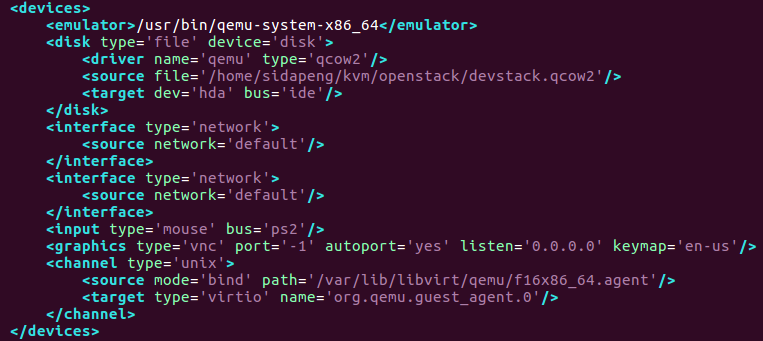 <devices>
    <emulator>/usr/bin/qemu-system-x86_64</emulator>
    <disk type='file' device='disk'>
        <driver name='qemu' type='qcow2'/>
        <source file='/home/sidapeng/kvm/openstack/devstack.qcow2'/>
        <target dev='hda' bus='ide'/>
    </disk>
    <interface type='network'>
        <source network='default'/>
    </interface>
    <interface type='network'>
        <source network='default'/>
    </interface>
    <input type='mouse' bus='ps2'/>
    <graphics type='vnc' port='-1' autoport='yes' listen='0.0.0.0' keymap='en-us'/>
    <channel type='unix'>
        <source mode='bind' path='/var/lib/libvirt/qemu/f16x86_64.agent'/>
        <target type='virtio' name='org.qemu.guest_agent.0'/>
    </channel>
</devices>